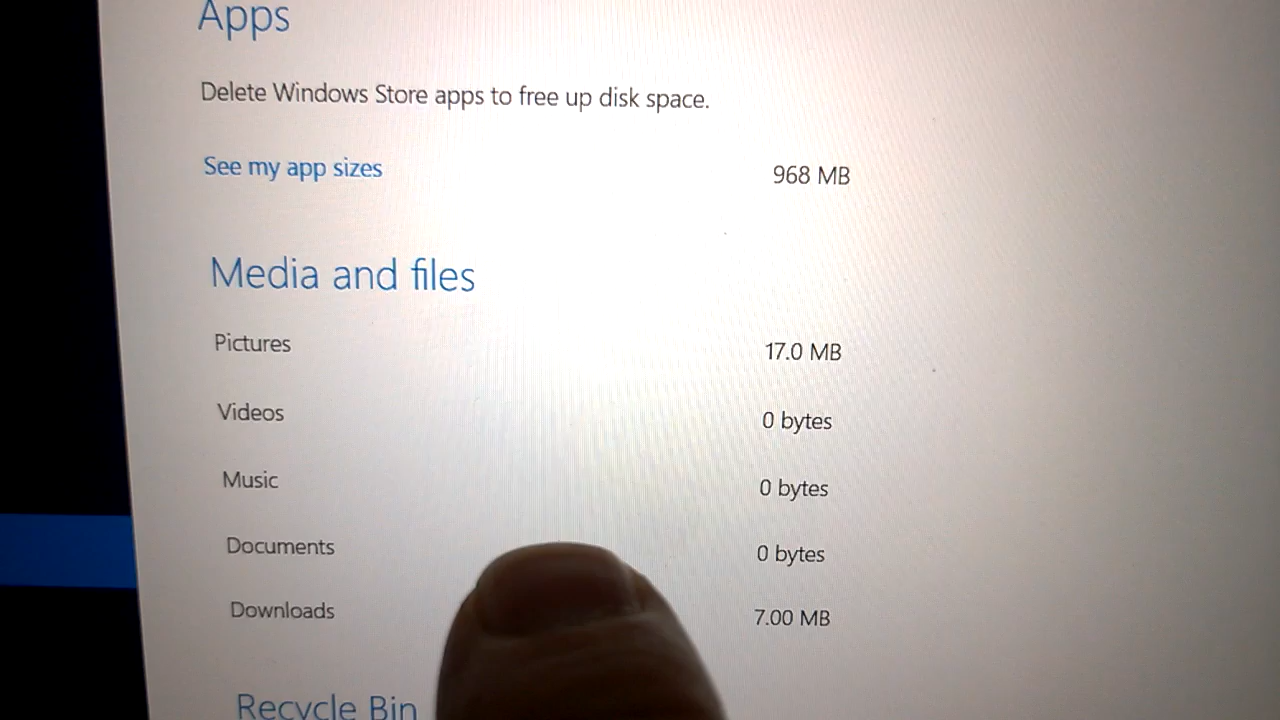 Apps
Delete Windows Store apps to free up disk space.
See my app sizes 968 MB
Media and files
Pictures 17.0 MB
Videos 0 bytes
Music 0 bytes
Documents 0 bytes
Downloads 7.00 MB
Recycle Bin